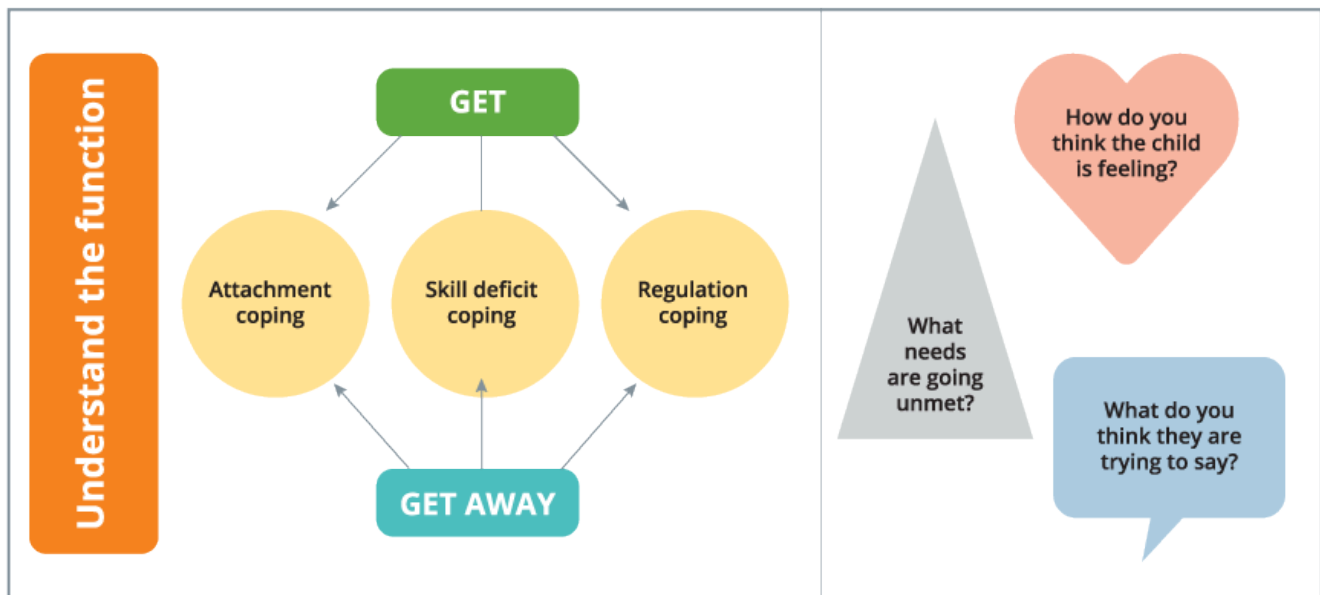 Understand the function
GET
Attachment
coping
Skill deficit
coping
Regulation
coping
GET AWAY
How do you
think the child
is feeling?
What
needs
are going
unmet?
What do you
think they are
trying to say?